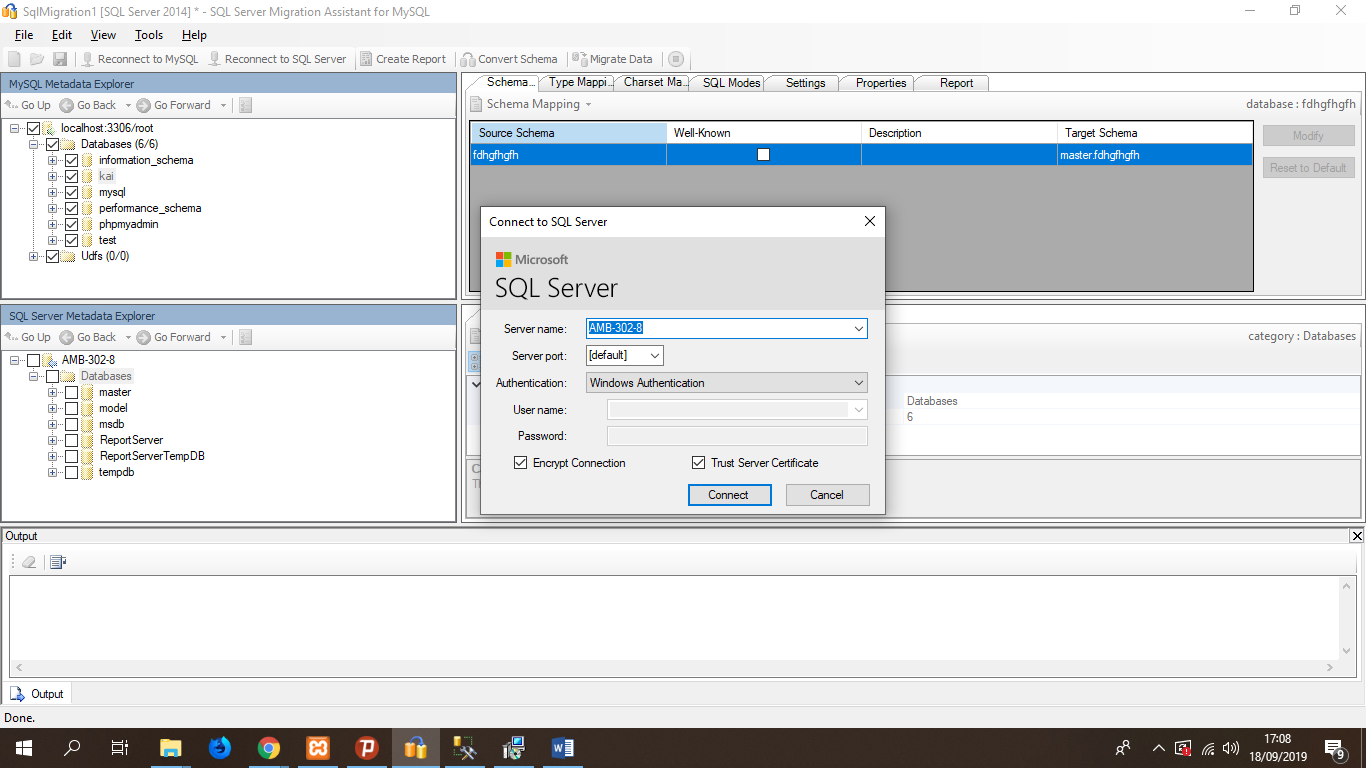 SqlMigration1 [SQL Server 2014] * - SQL Server Migration Assistant for MySQL
File Edit View Tools Help
Reconnect to MySQL Reconnect to SQL Server Create Report Convert Schema Migrate Data
MySQL Metadata Explorer
Go Up Go Back Go Forward
localhost:3306/root
Databases (6/6)
information_schema
kai
mysql
performance_schema
phpmyadmin
test
Udfs (0/0)
Schema... Type Mappi... Charset Ma... SQL Modes Settings Properties Report
Schema Mapping database : fdhgfhgfh
Source Schema Well-Known Description Target Schema
fdhgfhgfh master.fdhgfhgfh
Modify
Reset to Default
SQL Server Metadata Explorer
Go Up Go Back Go Forward
AMB-302-8
Databases
master
model
msdb
ReportServer
ReportServerTempDB
tempdb
category : Databases
Databases
6
Connect to SQL Server
Microsoft
SQL Server
Server name: AMB-302-8
Server port: [default]
Authentication: Windows Authentication
User name:
Password:
Encrypt Connection Trust Server Certificate
Connect Cancel
Output
Output
Done.
17:08
18/09/2019
9